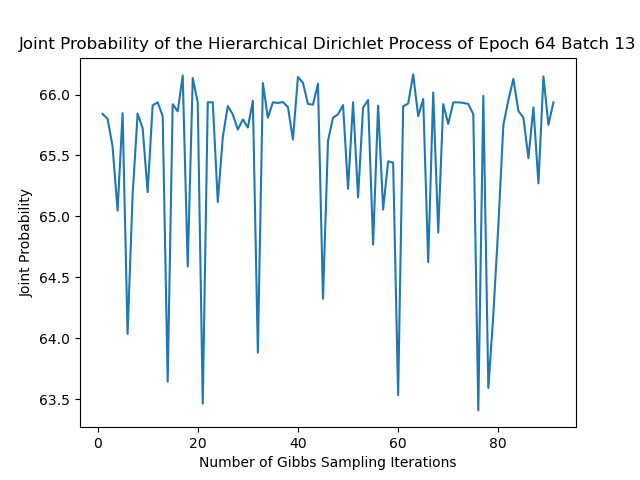 Joint Probability of the Hierarchical Dirichlet Process of Epoch 64 Batch 13
66.0
65.5
65.0
64.5
64.0
63.5
Joint Probability
0 20 40 60 80
Number of Gibbs Sampling Iterations